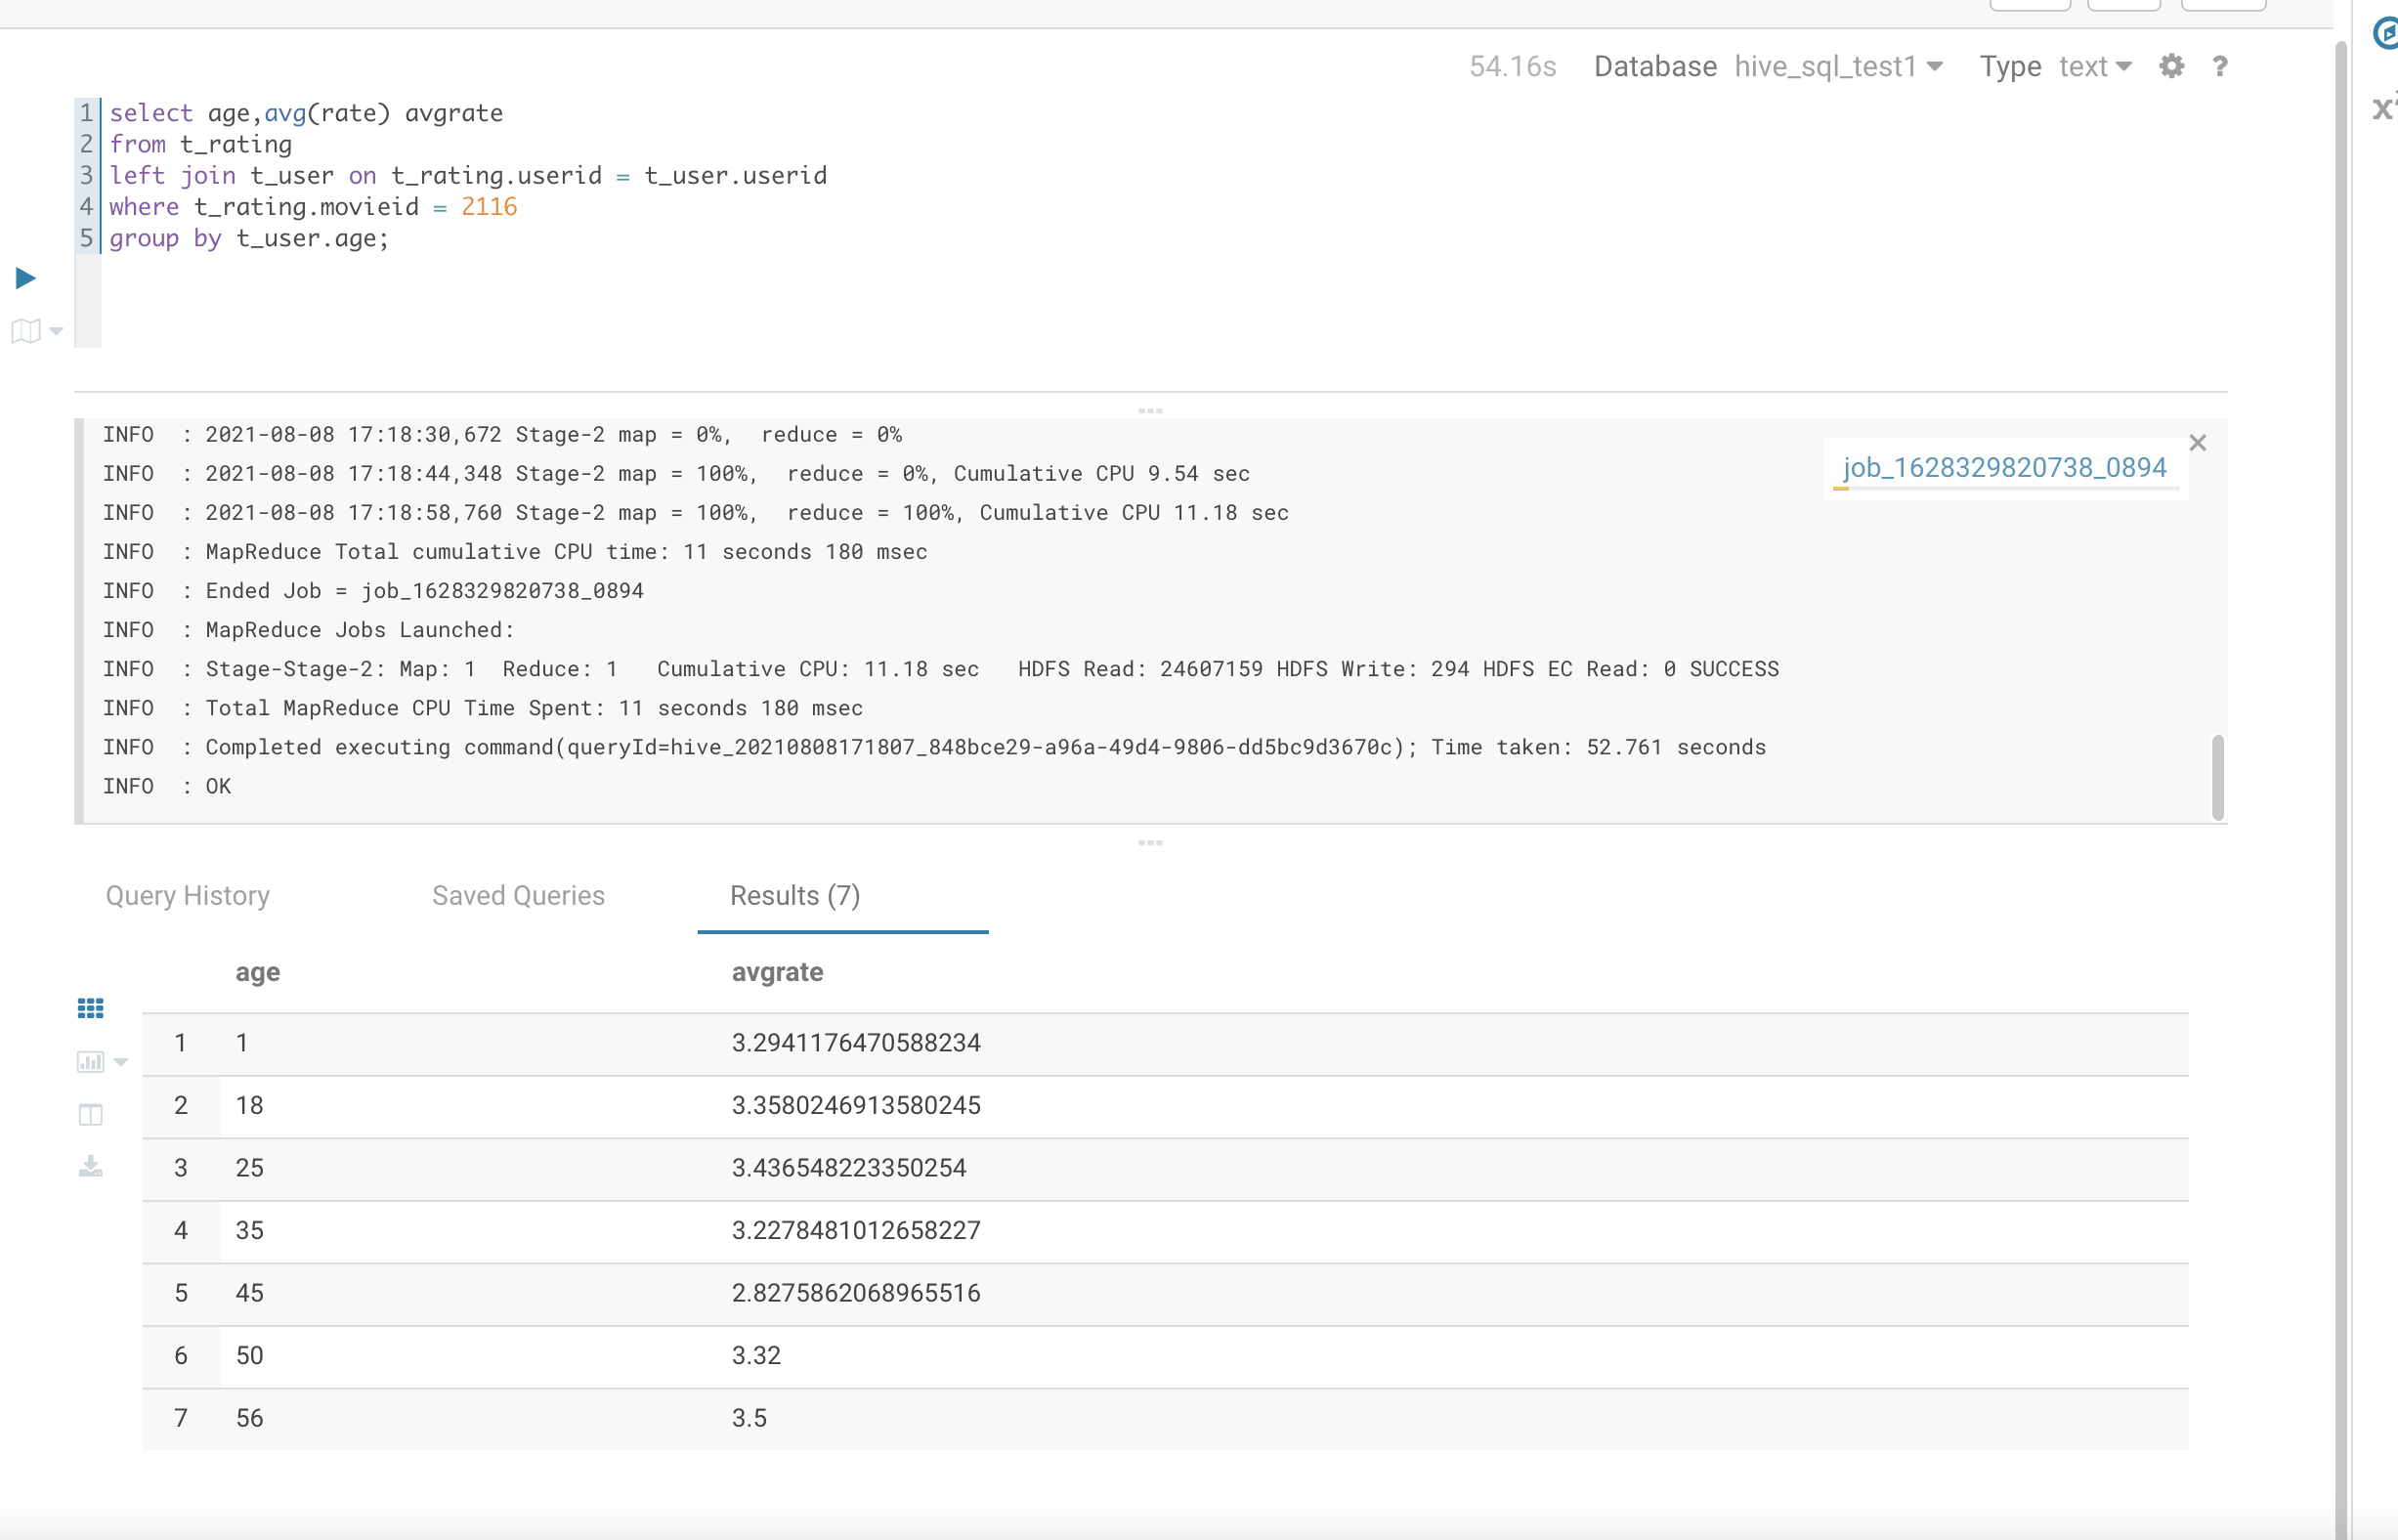 54.16s Database hive_sql_test1 Type text ?
1 select age,avg(rate) avgrate
2 from t_rating
3 left join t_user on t_rating.userid = t_user.userid
4 where t_rating.movieid = 2116
5 group by t_user.age;
INFO : 2021-08-08 17:18:30,672 Stage-2 map = 0%, reduce = 0%
job_1628329820738_0894
INFO : 2021-08-08 17:18:44,348 Stage-2 map = 100%, reduce = 0%, Cumulative CPU 9.54 sec
INFO : 2021-08-08 17:18:58,760 Stage-2 map = 100%, reduce = 100%, Cumulative CPU 11.18 sec
INFO : MapReduce Total cumulative CPU time: 11 seconds 180 msec
INFO : Ended Job = job_1628329820738_0894
INFO : MapReduce Jobs Launched:
INFO : Stage-Stage-2: Map: 1 Reduce: 1 Cumulative CPU: 11.18 sec HDFS Read: 24607159 HDFS Write: 294 HDFS EC Read: 0 SUCCESS
INFO : Total MapReduce CPU Time Spent: 11 seconds 180 msec
INFO : Completed executing command(queryId=hive_20210808171807_848bce29-a96a-49d4-9806-dd5bc9d3670c); Time taken: 52.761 seconds
INFO : OK
Query History Saved Queries Results (7)
age avgrate
1 1 3.2941176470588234
2 18 3.3580246913580245
3 25 3.436548223350254
4 35 3.2278481012658227
5 45 2.8275862068965516
6 50 3.32
7 56 3.5